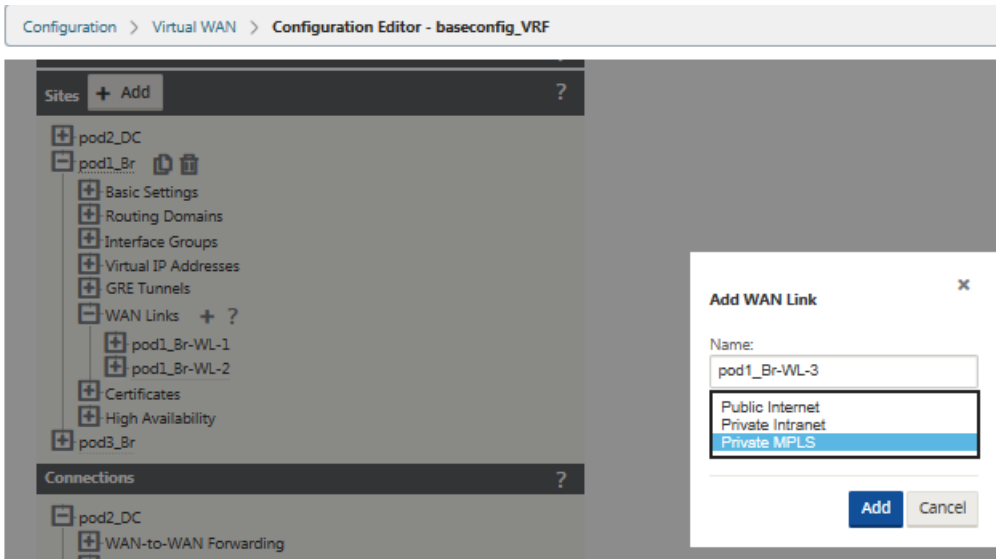 Configuration > Virtual WAN > Configuration Editor - baseconfig_VRF
Sites + Add ?
pod2_DC
pod1_Br
Basic Settings
Routing Domains
Interface Groups
Virtual IP Addresses
GRE Tunnels
WAN Links + ?
pod1_Br-WL-1
pod1_Br-WL-2
Certificates
High Availability
pod3_Br
Connections ?
pod2_DC
WAN-to-WAN Forwarding
Add WAN Link ×
Name:
pod1_Br-WL-3
Public Internet
Private Intranet
Private MPLS
Add Cancel